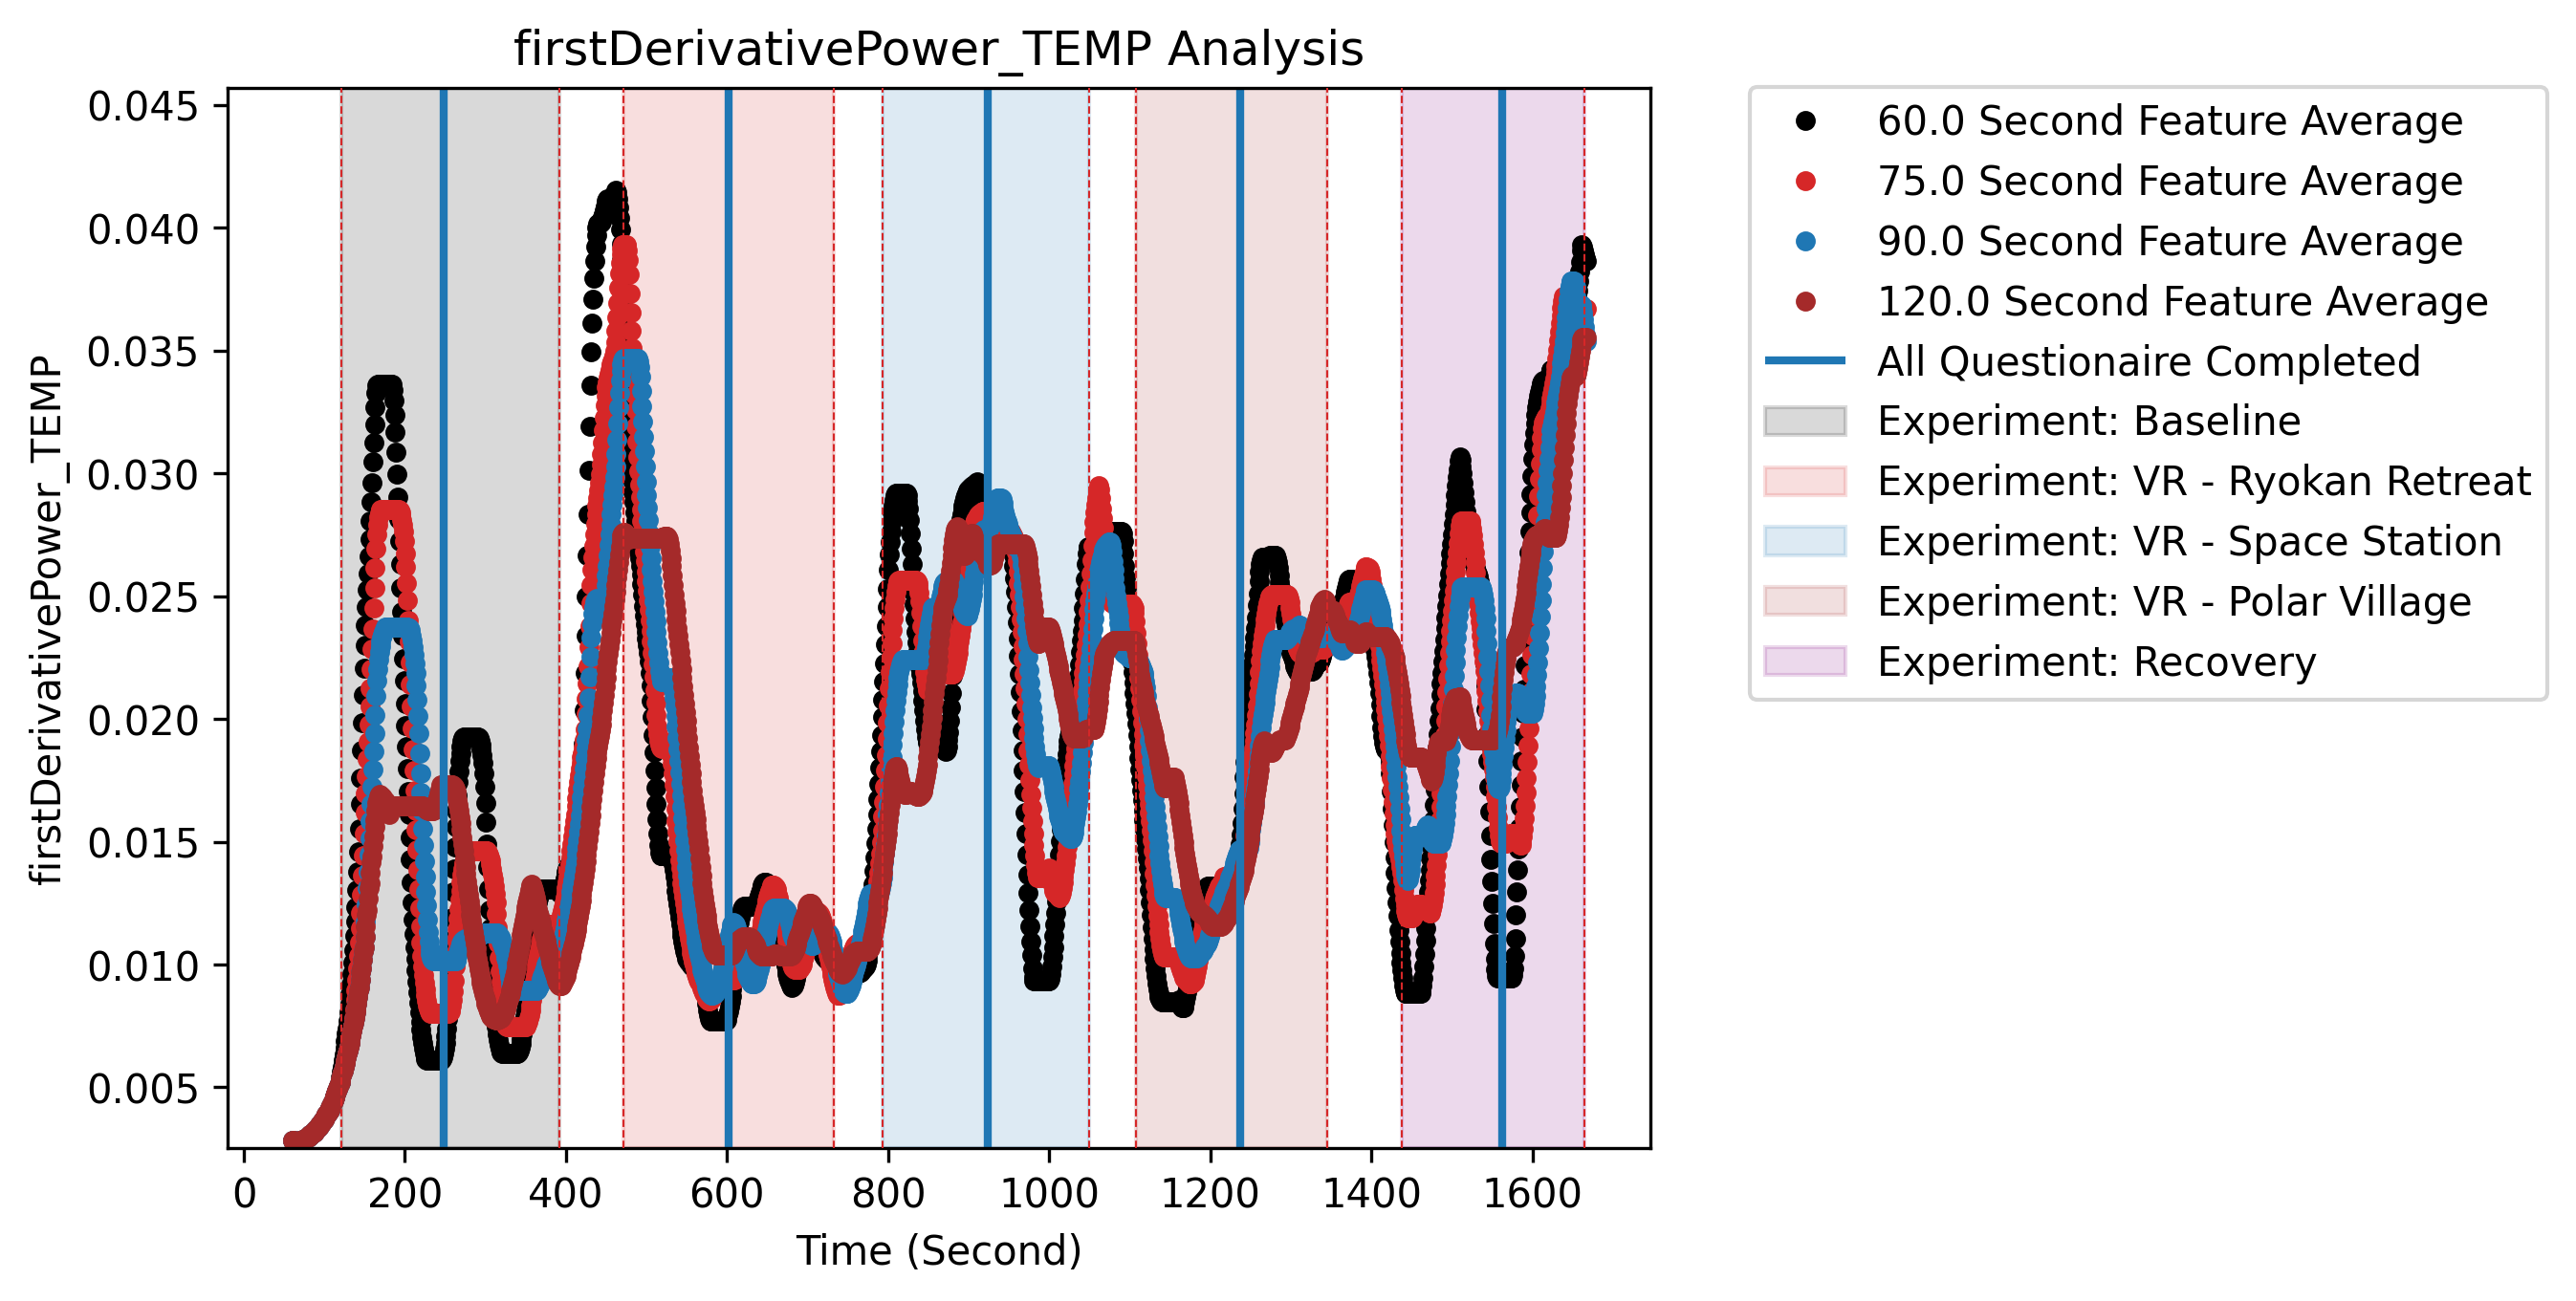 firstDerivativePower_TEMP Analysis
0.045
0.040
0.035
0.030
0.025
0.020
0.015
0.010
0.005
firstDerivativePower_TEMP
0 200 400 600 800 1000 1200 1400 1600
Time (Second)
60.0 Second Feature Average
75.0 Second Feature Average
90.0 Second Feature Average
120.0 Second Feature Average
All Questionaire Completed
Experiment: Baseline
Experiment: VR - Ryokan Retreat
Experiment: VR - Space Station
Experiment: VR - Polar Village
Experiment: Recovery